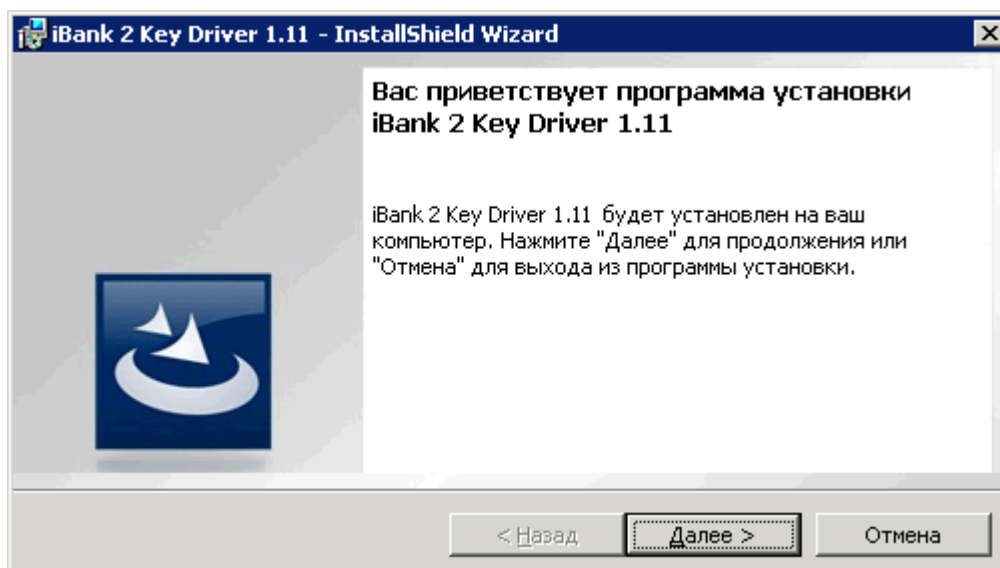 iBank 2 Key Driver 1.11 - InstallShield Wizard
Вас приветствует программа установки
iBank 2 Key Driver 1.11
iBank 2 Key Driver 1.11 будет установлен на ваш
компьютер. Нажмите "Далее" для продолжения или
"Отмена" для выхода из программы установки.
< Назад
Далее >
Отмена